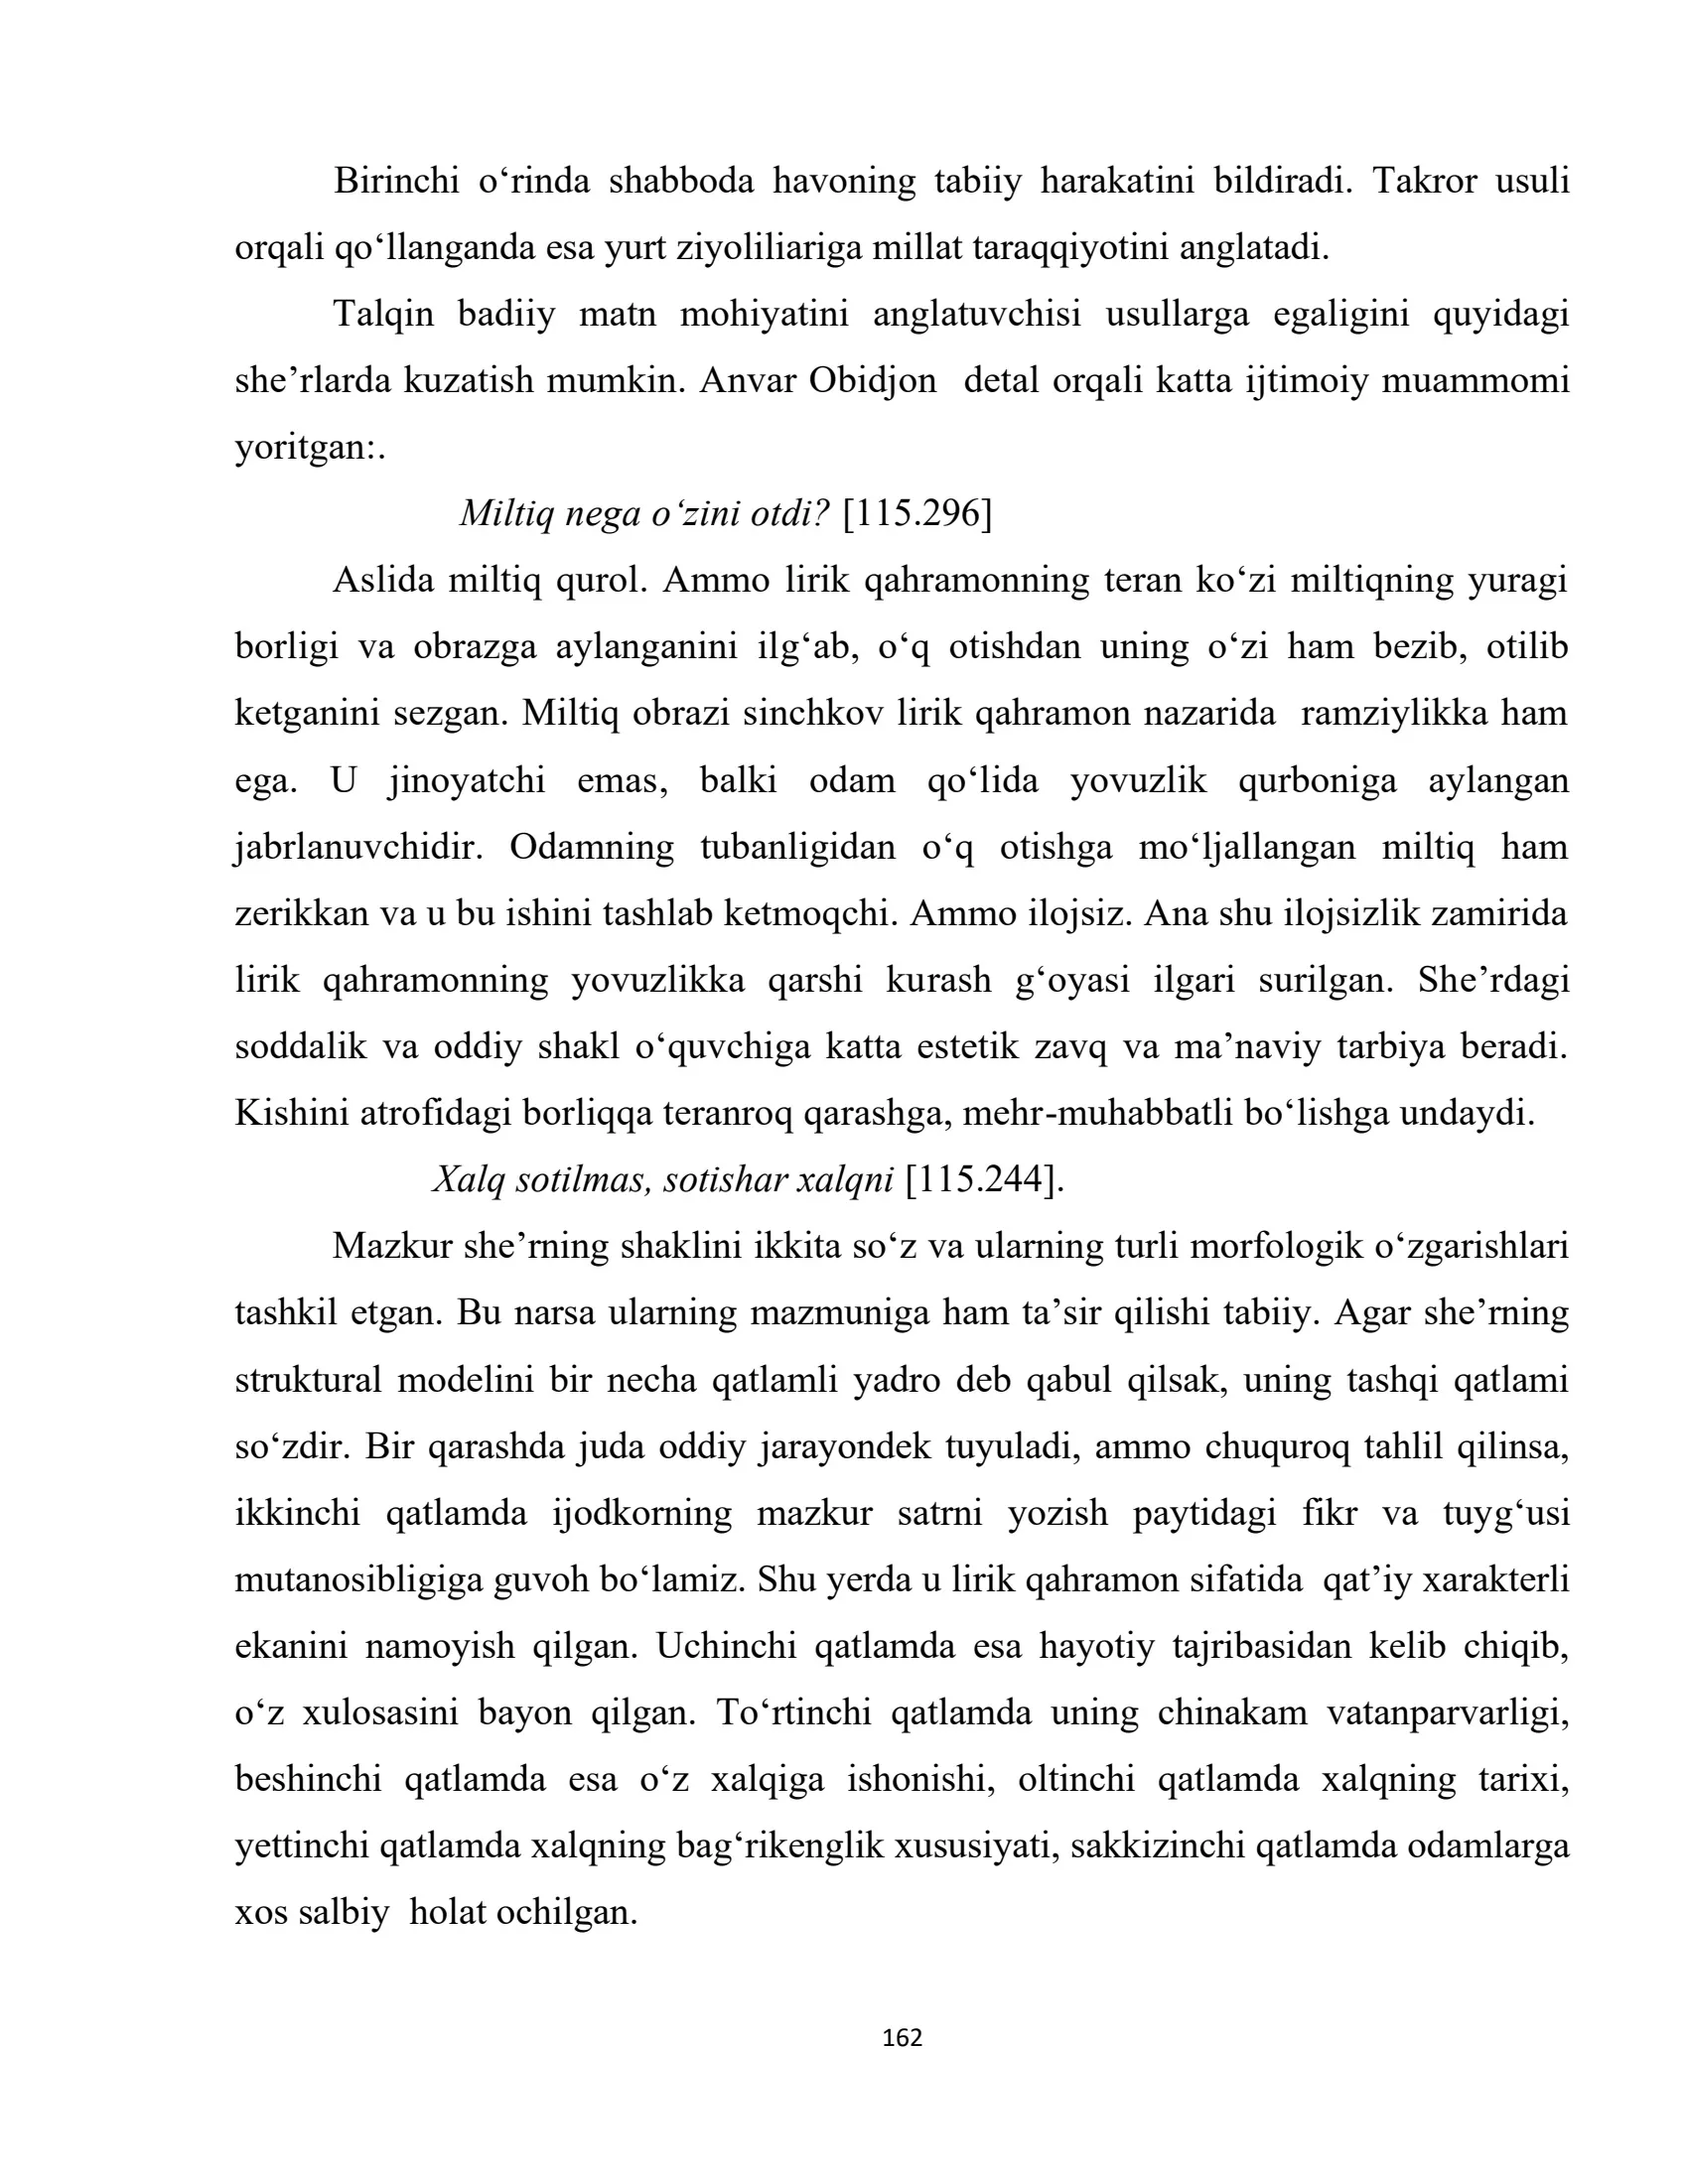 Birinchi o‘rinda shabboda havoning tabiiy harakatini bildiradi. Takror usuli
orqali qo‘llanganda esa yurt ziyoliliariga millat taraqqiyotini anglatadi.
Talqin badiiy matn mohiyatini anglatuvchisi usullarga egaligini quyidagi
she’rlarda kuzatish mumkin. Anvar Obidjon  detal orqali katta ijtimoiy muammomi
yoritgan:.
Miltiq nega o‘zini otdi? [115.296]
Aslida miltiq qurol. Ammo lirik qahramonning teran ko‘zi miltiqning yuragi
borligi va obrazga aylanganini ilg‘ab, o‘q otishdan uning o‘zi ham bezib, otilib
ketganini sezgan. Miltiq obrazi sinchkov lirik qahramon nazarida  ramziylikka ham
ega. U jinoyatchi emas, balki odam qo‘lida yovuzlik qurboniga aylangan
jabrlanuvchidir. Odamning tubanligidan o‘q otishga mo‘ljallangan miltiq ham
zerikkan va u bu ishini tashlab ketmoqchi. Ammo ilojsiz. Ana shu ilojsizlik zamirida
lirik qahramonning yovuzlikka qarshi kurash g‘oyasi ilgari surilgan. She’rdagi
soddalik va oddiy shakl o‘quvchiga katta estetik zavq va ma’naviy tarbiya beradi.
Kishini atrofidagi borliqqa teranroq qarashga, mehr-muhabbatli bo‘lishga undaydi.
Xalq sotilmas, sotishar xalqni [115.244].
Mazkur she’rning shaklini ikkita so‘z va ularning turli morfologik o‘zgarishlari
tashkil etgan. Bu narsa ularning mazmuniga ham ta’sir qilishi tabiiy. Agar she’rning
struktural modelini bir necha qatlamli yadro deb qabul qilsak, uning tashqi qatlami
so‘zdir. Bir qarashda juda oddiy jarayondek tuyuladi, ammo chuquroq tahlil qilinsa,
ikkinchi qatlamda ijodkorning mazkur satrni yozish paytidagi fikr va tuyg‘usi
mutanosibligiga guvoh bo‘lamiz. Shu yerda u lirik qahramon sifatida  qat’iy xarakterli
ekanini namoyish qilgan. Uchinchi qatlamda esa hayotiy tajribasidan kelib chiqib,
o‘z xulosasini bayon qilgan. To‘rtinchi qatlamda uning chinakam vatanparvarligi,
beshinchi qatlamda esa o‘z xalqiga ishonishi, oltinchi qatlamda xalqning tarixi,
yettinchi qatlamda xalqning bag‘rikenglik xususiyati, sakkizinchi qatlamda odamlarga
xos salbiy  holat ochilgan.
162